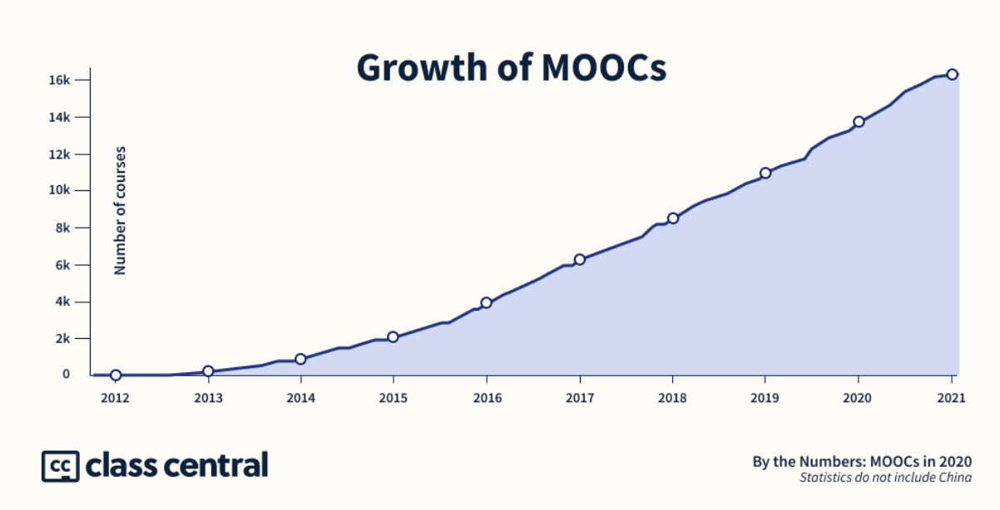 Growth of MOOCs
16k
14k
12k
10k
8k
6k
4k
2k
0
Number of courses
2012
2013
2014
2015
2016
2017
2018
2019
2020
2021
cc class central
By the Numbers: MOOCs in 2020
Statistics do not include China